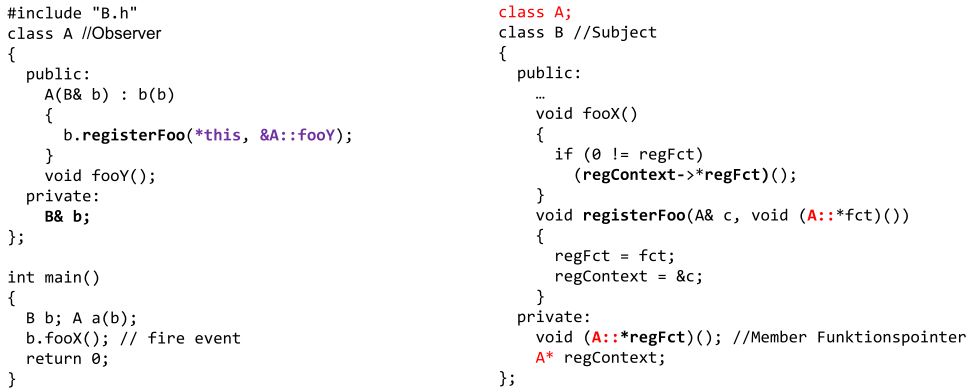 #include "B.h"
class A //Observer
{
  public:
    A(B& b) : b(b)
    {
      b.registerFoo(*this, &A::fooY);
    }
    void fooY();
  private:
    B& b;
};

int main()
{
  B b; A a(b);
  b.fooX(); // fire event
  return 0;
}

class A;
class B //Subject
{
  public:
    …
    void fooX()
    {
      if (0 != regFct)
        (regContext->*regFct)();
    }
    void registerFoo(A& c, void (A::*fct)())
    {
      regFct = fct;
      regContext = &c;
    }
  private:
    void (A::*regFct)(); //Member Funktionspointer
    A* regContext;
};